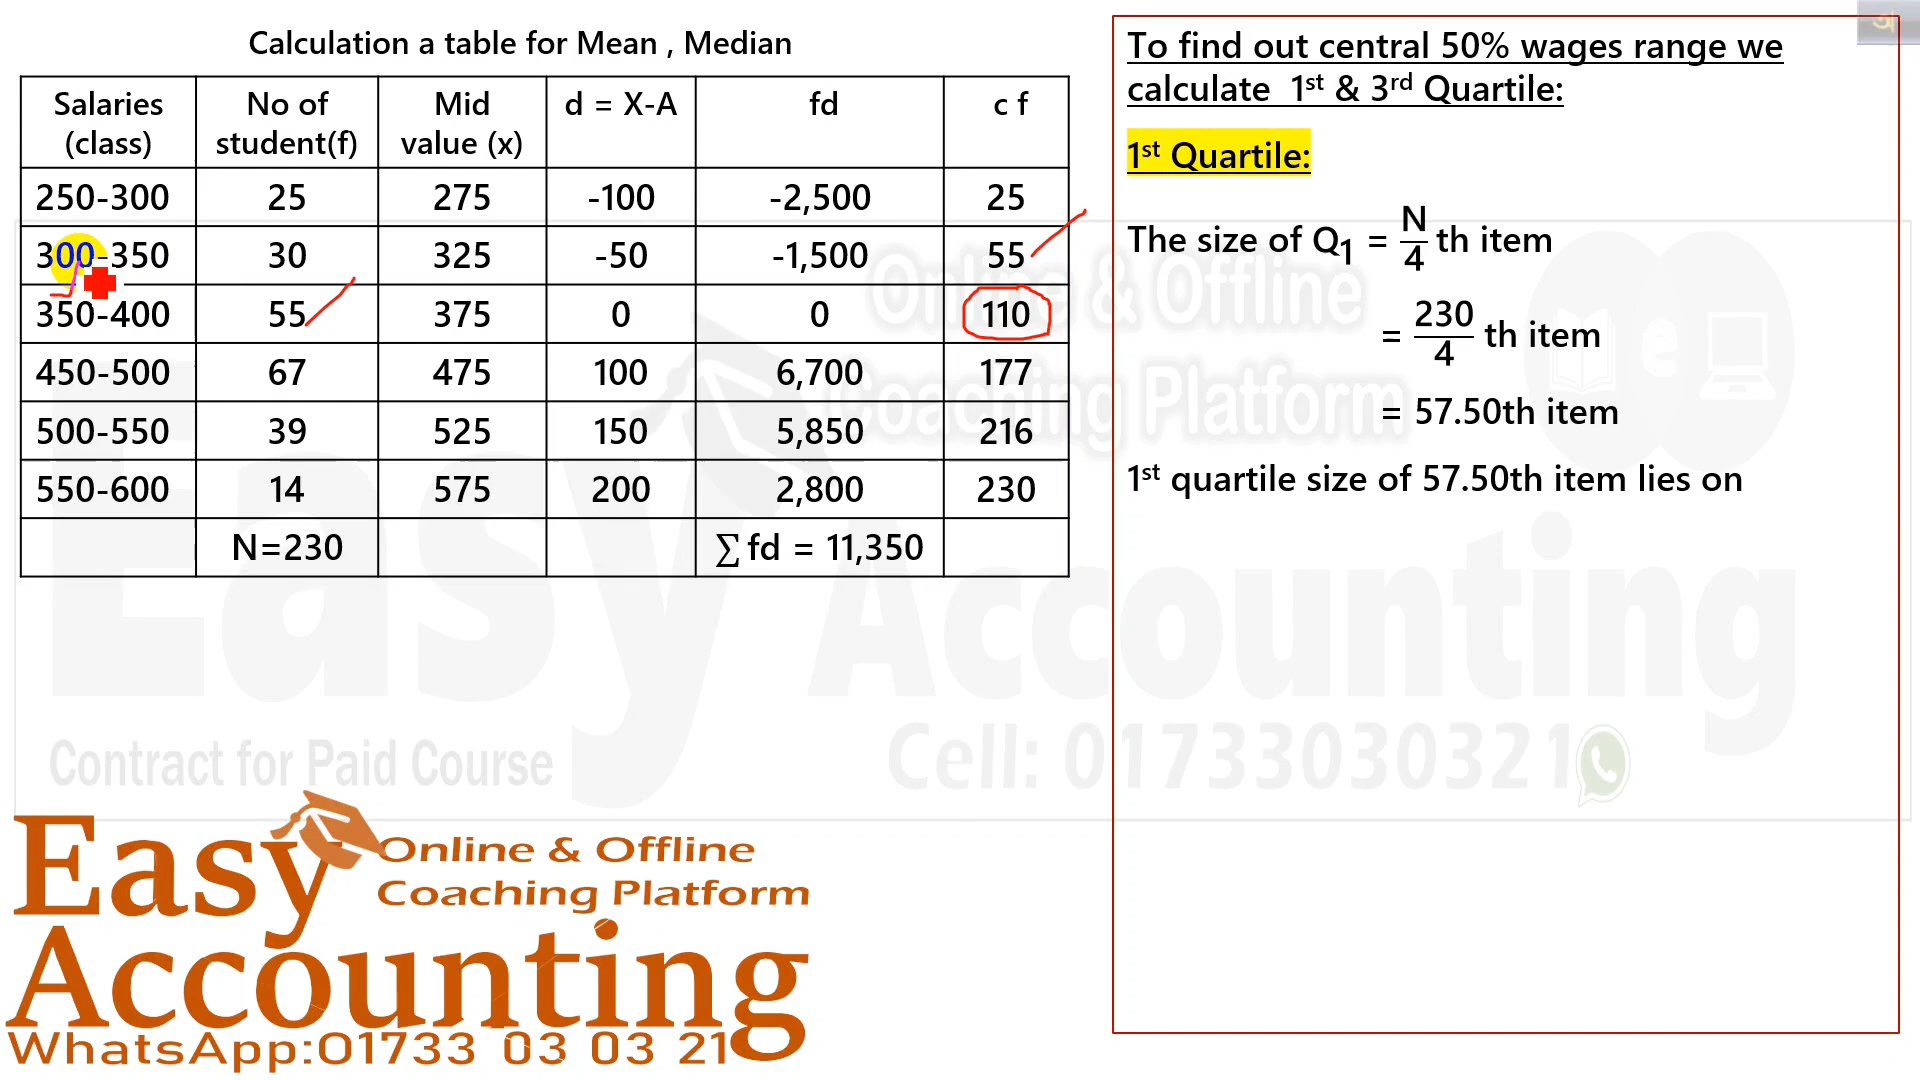 Calculation a table for Mean , Median
Salaries (class) No of student(f) Mid value (x) d = X-A fd c f
250-300 25 275 -100 -2,500 25
300-350 30 325 -50 -1,500 55
350-400 55 375 0 0 110
450-500 67 475 100 6,700 177
500-550 39 525 150 5,850 216
550-600 14 575 200 2,800 230
N=230 ∑ fd = 11,350
To find out central 50% wages range we
calculate 1st & 3rd Quartile:
1st Quartile:
The size of Q1 = N/4 th item
= 230/4 th item
= 57.50th item
1st quartile size of 57.50th item lies on
Online & Offline
Coaching Platform
Easy
Accounting
Contract for Paid Course
Cell: 01733030321
Easy
Online & Offline
Coaching Platform
Accounting
WhatsApp:01733 03 03 21